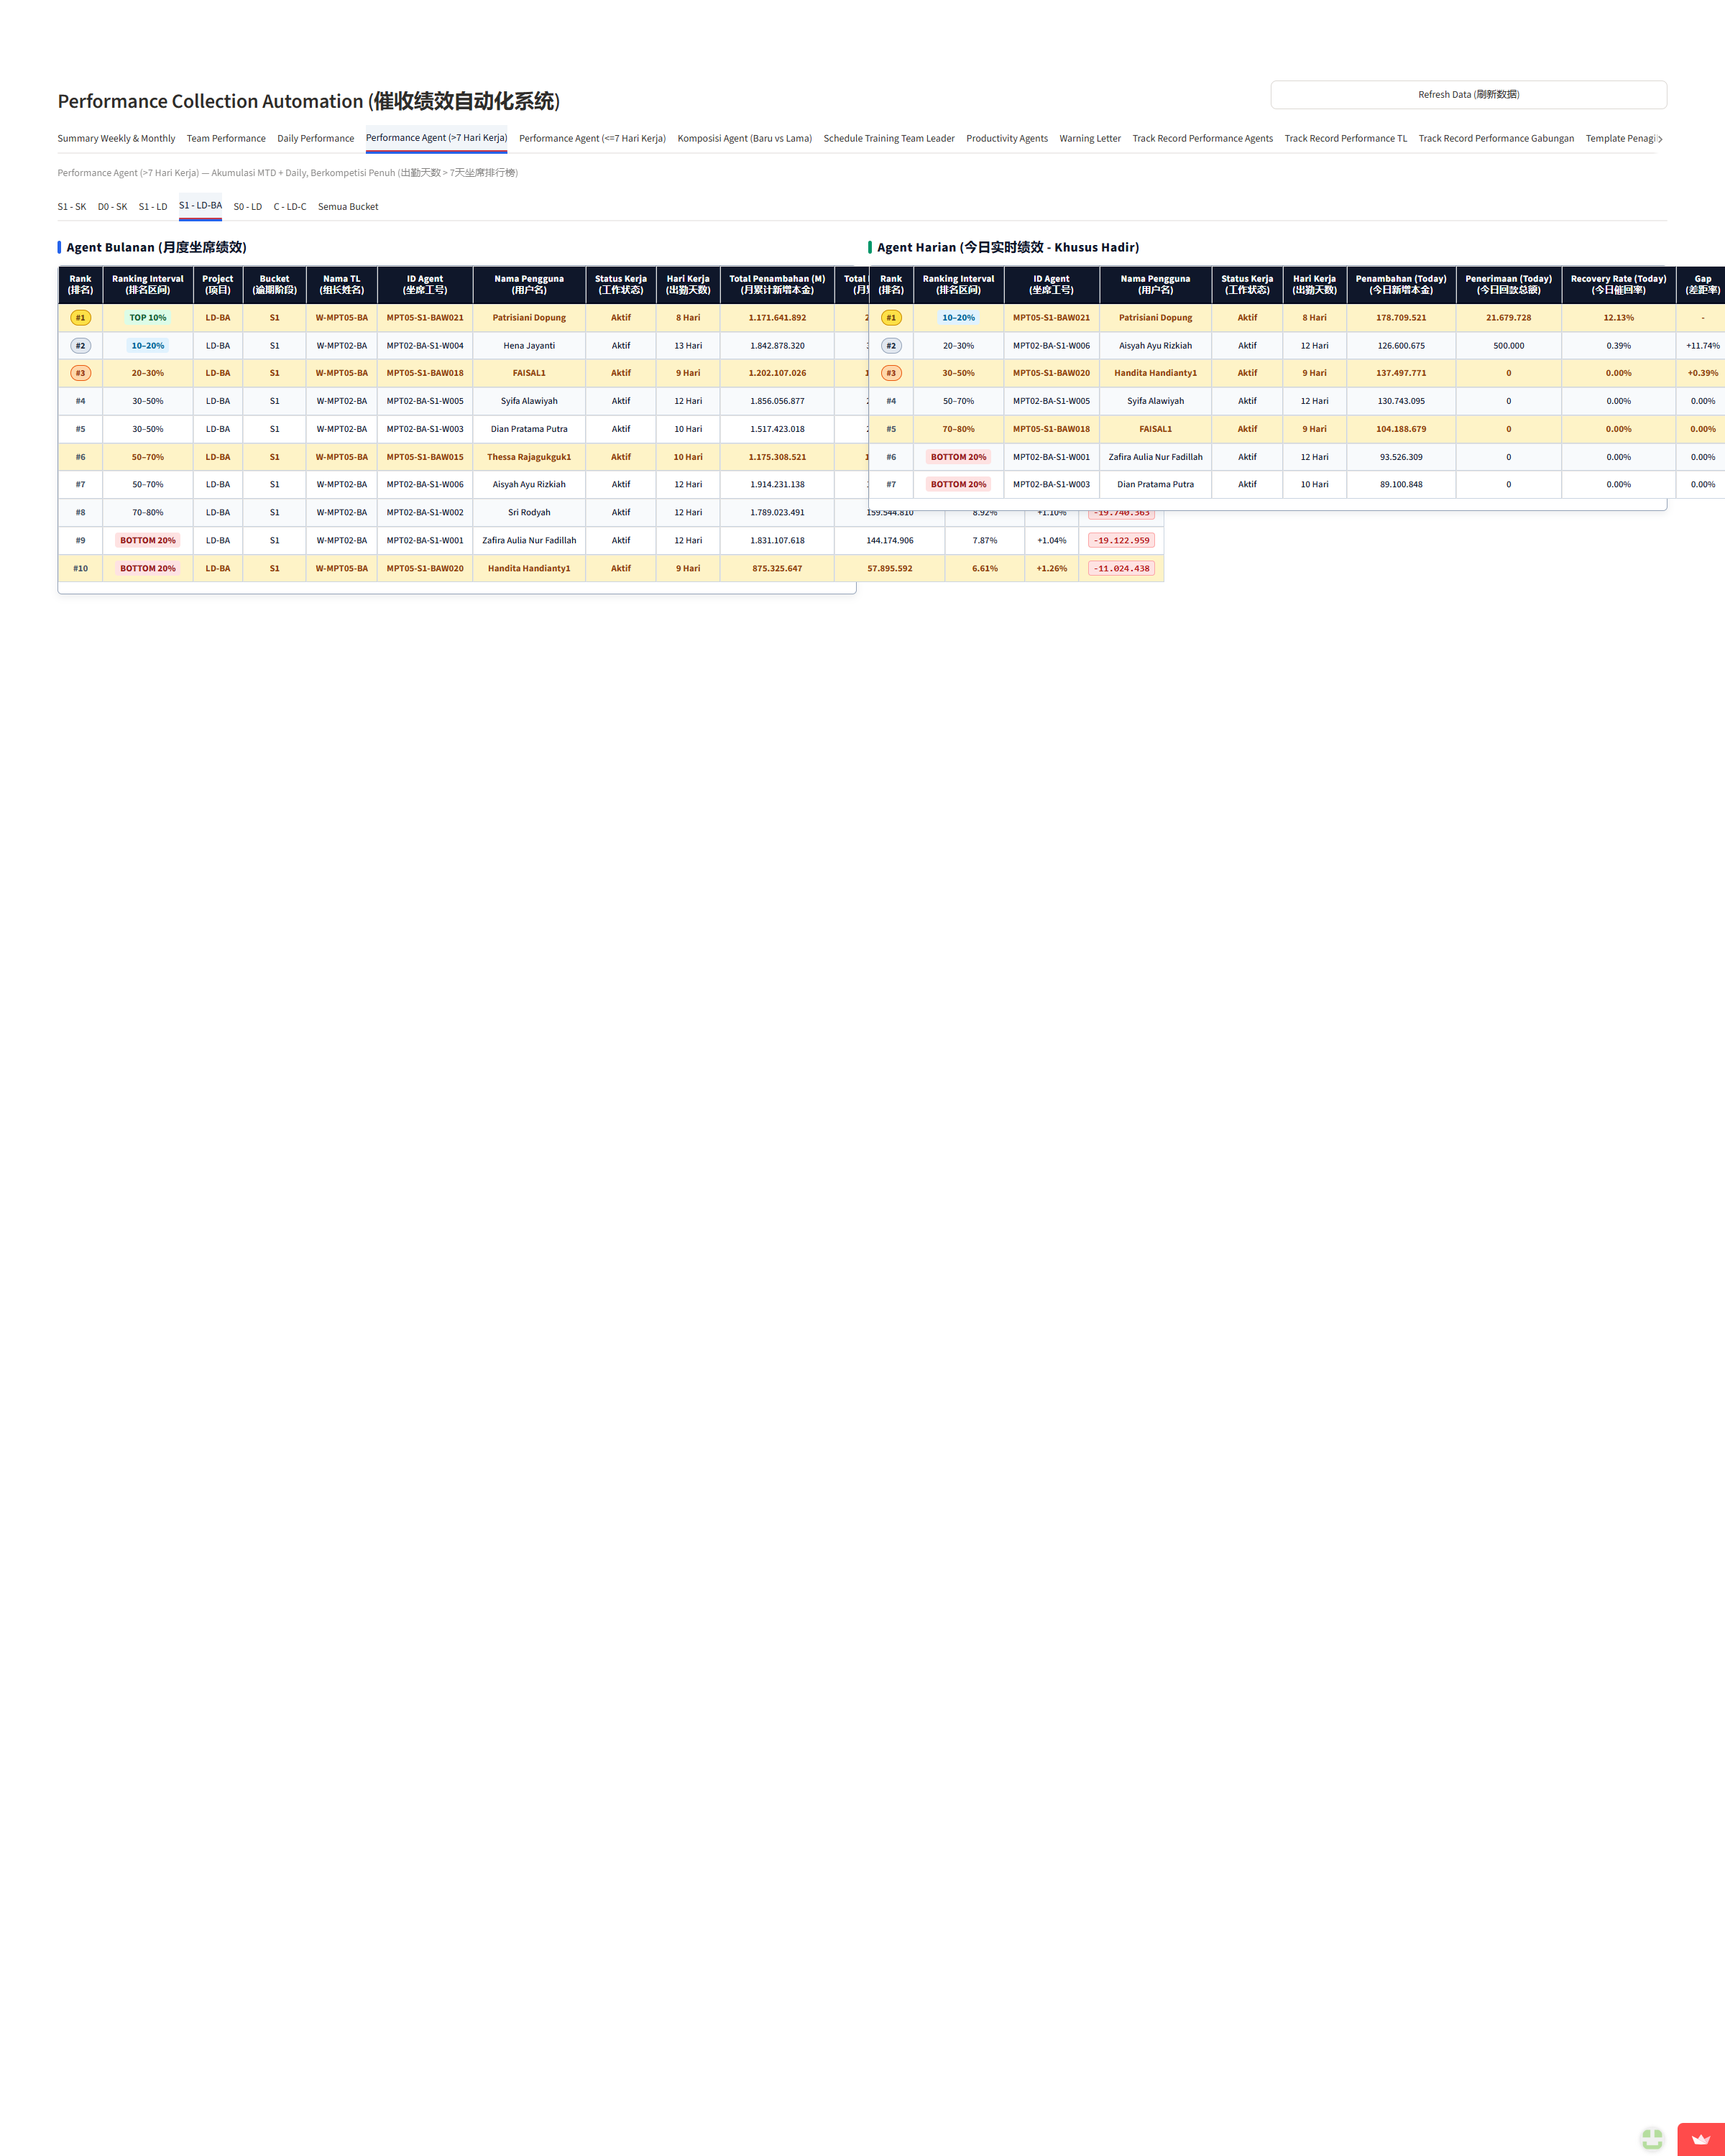 Performance Collection Automation (催收绩效自动化系统)
Refresh Data (刷新数据)
Summary Weekly & Monthly Team Performance Daily Performance Performance Agent (>7 Hari Kerja) Performance Agent (<=7 Hari Kerja) Komposisi Agent (Baru vs Lama) Schedule Training Team Leader Productivity Agents Warning Letter Track Record Performance Agents Track Record Performance TL Track Record Performance Gabungan Template Penagi
Performance Agent (>7 Hari Kerja) — Akumulasi MTD + Daily, Berkompetisi Penuh (出勤天数 > 7天坐席排行榜)
S1 - SK D0 - SK S1 - LD S1 - LD-BA S0 - LD C - LD-C Semua Bucket
Agent Bulanan (月度坐席绩效)
Rank Ranking Interval Project Bucket Nama TL ID Agent Nama Pengguna Status Kerja Hari Kerja Total Penambahan (M) Total
(排名) (排名区间) (项目) (逾期阶段) (组长姓名) (坐席工号) (用户名) (工作状态) (出勤天数) (月累计新增本金) (月
#1 TOP 10% LD-BA S1 W-MPT05-BA MPT05-S1-BAW021 Patrisiani Dopung Aktif 8 Hari 1.171.641.892
#2 10–20% LD-BA S1 W-MPT02-BA MPT02-BA-S1-W004 Hena Jayanti Aktif 13 Hari 1.842.878.320
#3 20–30% LD-BA S1 W-MPT05-BA MPT05-S1-BAW018 FAISAL1 Aktif 9 Hari 1.202.107.026
#4 30–50% LD-BA S1 W-MPT02-BA MPT02-BA-S1-W005 Syifa Alawiyah Aktif 12 Hari 1.856.056.877
#5 30–50% LD-BA S1 W-MPT02-BA MPT02-BA-S1-W003 Dian Pratama Putra Aktif 10 Hari 1.517.423.018
#6 50–70% LD-BA S1 W-MPT05-BA MPT05-S1-BAW015 Thessa Rajagukguk1 Aktif 10 Hari 1.175.308.521
#7 50–70% LD-BA S1 W-MPT02-BA MPT02-BA-S1-W006 Aisyah Ayu Rizkiah Aktif 12 Hari 1.914.231.138
#8 70–80% LD-BA S1 W-MPT02-BA MPT02-BA-S1-W002 Sri Rodyah Aktif 12 Hari 1.789.023.491 159.544.810 8.92% +1.10% -19.740.363
#9 BOTTOM 20% LD-BA S1 W-MPT02-BA MPT02-BA-S1-W001 Zafira Aulia Nur Fadillah Aktif 12 Hari 1.831.107.618 144.174.906 7.87% +1.04% -19.122.959
#10 BOTTOM 20% LD-BA S1 W-MPT05-BA MPT05-S1-BAW020 Handita Handianty1 Aktif 9 Hari 875.325.647 57.895.592 6.61% +1.26% -11.024.438
Agent Harian (今日实时绩效 - Khusus Hadir)
Rank Ranking Interval ID Agent Nama Pengguna Status Kerja Hari Kerja Penambahan (Today) Penerimaan (Today) Recovery Rate (Today) Gap
(排名) (排名区间) (坐席工号) (用户名) (工作状态) (出勤天数) (今日新增本金) (今日回款总额) (今日催回率) (差距率)
#1 10–20% MPT05-S1-BAW021 Patrisiani Dopung Aktif 8 Hari 178.709.521 21.679.728 12.13% -
#2 20–30% MPT02-BA-S1-W006 Aisyah Ayu Rizkiah Aktif 12 Hari 126.600.675 500.000 0.39% +11.74%
#3 30–50% MPT05-S1-BAW020 Handita Handianty1 Aktif 9 Hari 137.497.771 0 0.00% +0.39%
#4 50–70% MPT02-BA-S1-W005 Syifa Alawiyah Aktif 12 Hari 130.743.095 0 0.00% 0.00%
#5 70–80% MPT05-S1-BAW018 FAISAL1 Aktif 9 Hari 104.188.679 0 0.00% 0.00%
#6 BOTTOM 20% MPT02-BA-S1-W001 Zafira Aulia Nur Fadillah Aktif 12 Hari 93.526.309 0 0.00% 0.00%
#7 BOTTOM 20% MPT02-BA-S1-W003 Dian Pratama Putra Aktif 10 Hari 89.100.848 0 0.00% 0.00%